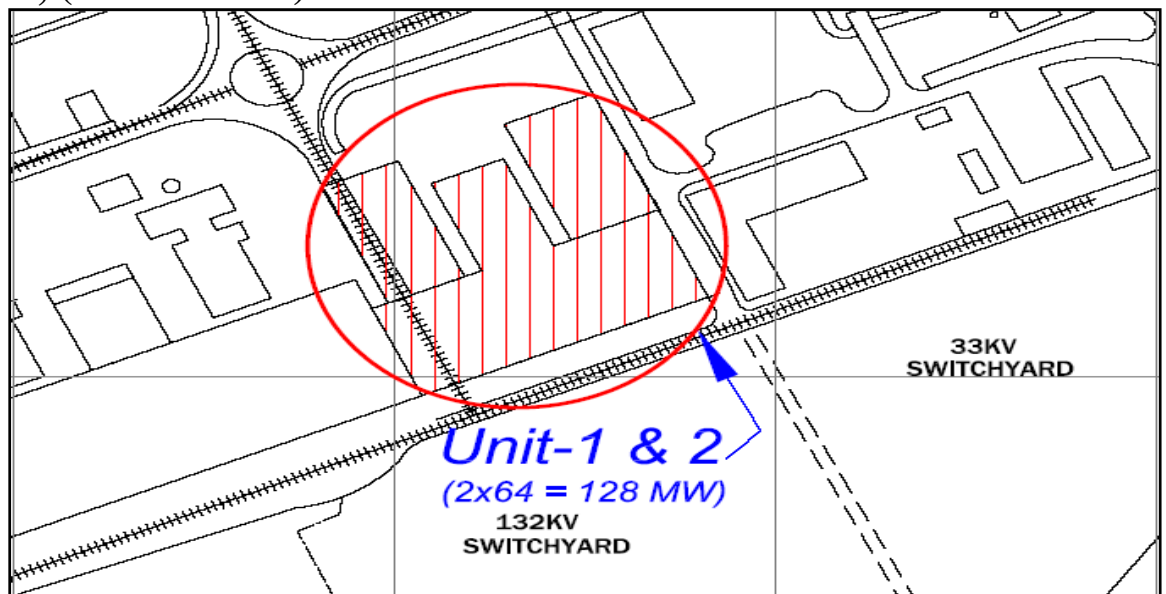 33KV
SWITCHYARD
Unit-1 & 2
(2x64 = 128 MW)
132KV
SWITCHYARD